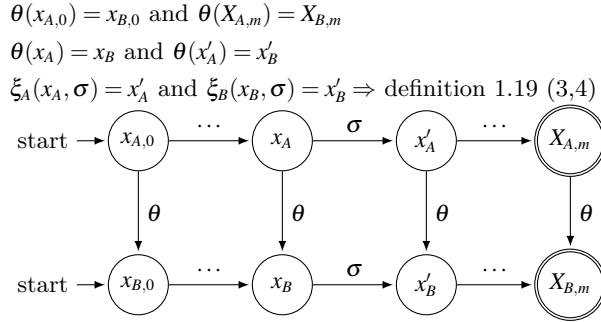 θ(x_{A,0}) = x_{B,0} and θ(X_{A,m}) = X_{B,m}
θ(x_A) = x_B and θ(x'_A) = x'_B
ξ_A(x_A, σ) = x'_A and ξ_B(x_B, σ) = x'_B ⇒ definition 1.19 (3,4)
start x_{A,0} ⋯ x_A σ x'_A ⋯ X_{A,m}
θ θ θ θ
start x_{B,0} ⋯ x_B σ x'_B ⋯ X_{B,m}